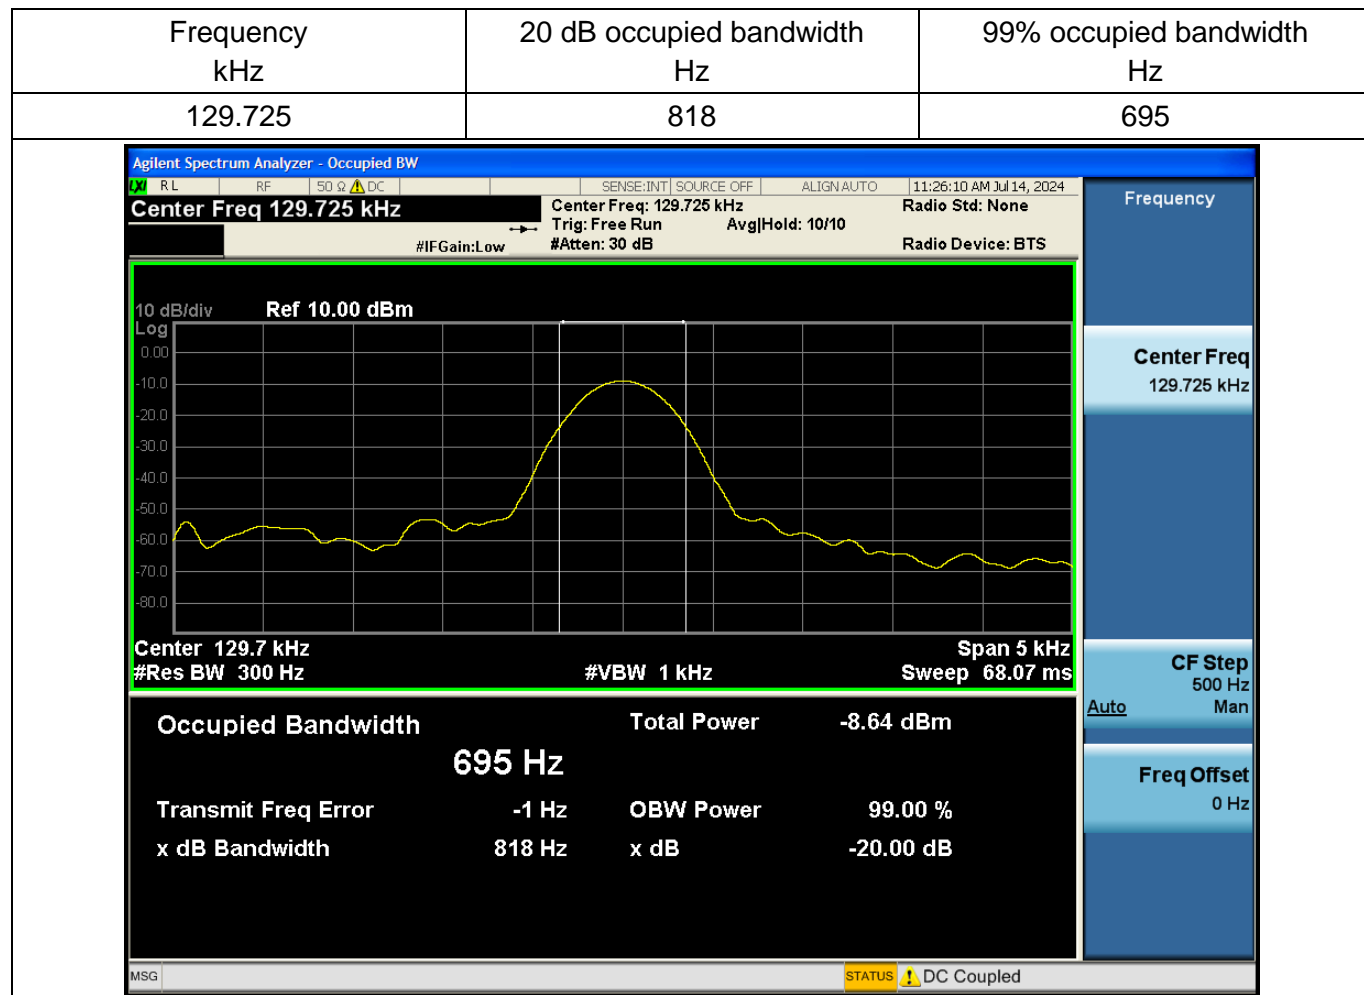 Frequency 20 dB occupied bandwidth 99% occupied bandwidth
kHz Hz Hz
129.725 818 695
Agilent Spectrum Analyzer - Occupied BW
LXI RL RF 50 Ω DC SENSE:INT SOURCE OFF ALIGN AUTO 11:26:10 AM Jul 14, 2024
Center Freq 129.725 kHz Center Freq: 129.725 kHz Radio Std: None
Trig: Free Run Avg|Hold: 10/10
#IFGain:Low #Atten: 30 dB Radio Device: BTS
10 dB/div Ref 10.00 dBm
Log
0.00
-10.0
-20.0
-30.0
-40.0
-50.0
-60.0
-70.0
-80.0
Center 129.7 kHz Span 5 kHz
#Res BW 300 Hz #VBW 1 kHz Sweep 68.07 ms
Occupied Bandwidth Total Power -8.64 dBm
695 Hz
Transmit Freq Error -1 Hz OBW Power 99.00 %
x dB Bandwidth 818 Hz x dB -20.00 dB
Frequency
Center Freq
129.725 kHz
CF Step
500 Hz
Auto Man
Freq Offset
0 Hz
MSG STATUS DC Coupled